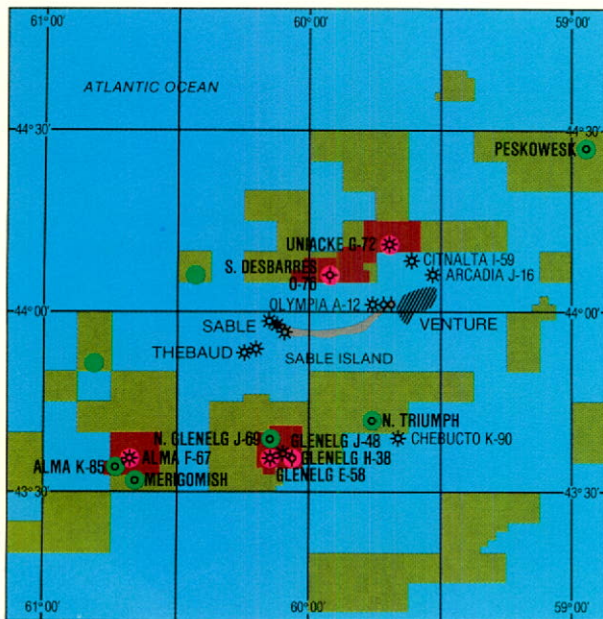 61°00'
60°00'
59°00'
ATLANTIC OCEAN
44°30'
44°30'
PESKOWESK
UNIACKE G-72
CITNALTA I-59
S. DESBARRES
O-76
ARCADIA J-16
OLYMPIA A-12
44°00'
44°00'
SABLE
VENTURE
THEBAUD
SABLE ISLAND
N. TRIUMPH
N. GLENELG J-69
GLENELG J-48
CHEBUCTO K-90
ALMA F-67
GLENELG H-38
ALMA K-85
GLENELG E-58
MERIGOMISH
43°30'
43°30'
61°00'
60°00'
59°00'